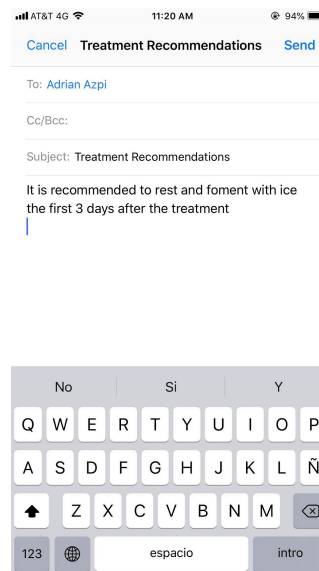 AT&T 4G 11:20 AM 94%
Cancel Treatment Recommendations Send
To: Adrian Azpi
Cc/Bcc:
Subject: Treatment Recommendations
It is recommended to rest and foment with ice
the first 3 days after the treatment
No Si Y
Q W E R T Y U I O P
A S D F G H J K L Ñ
Z X C V B N M
123 espacio intro